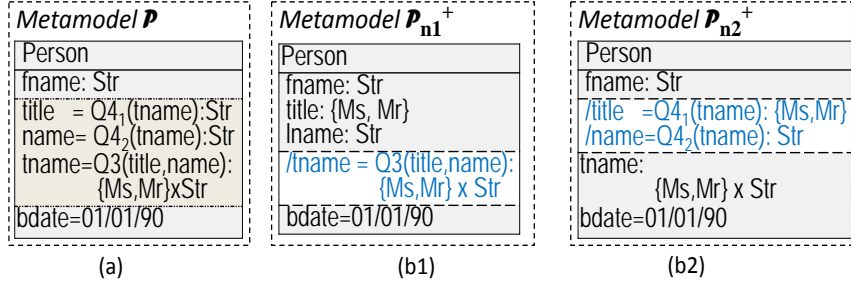 Metamodel P
Person
fname: Str
title = Q4₁(tname):Str
name= Q4₂(tname):Str
tname=Q3(title,name):
{Ms,Mr}xStr
bdate=01/01/90
(a)
Metamodel Pn1⁺
Person
fname: Str
title: {Ms, Mr}
lname: Str
/tname = Q3(title,name):
{Ms,Mr} x Str
bdate=01/01/90
(b1)
Metamodel Pn2⁺
Person
fname: Str
/title =Q4₁(tname): {Ms,Mr}
/name=Q4₂(tname): Str
tname:
{Ms,Mr} x Str
bdate=01/01/90
(b2)